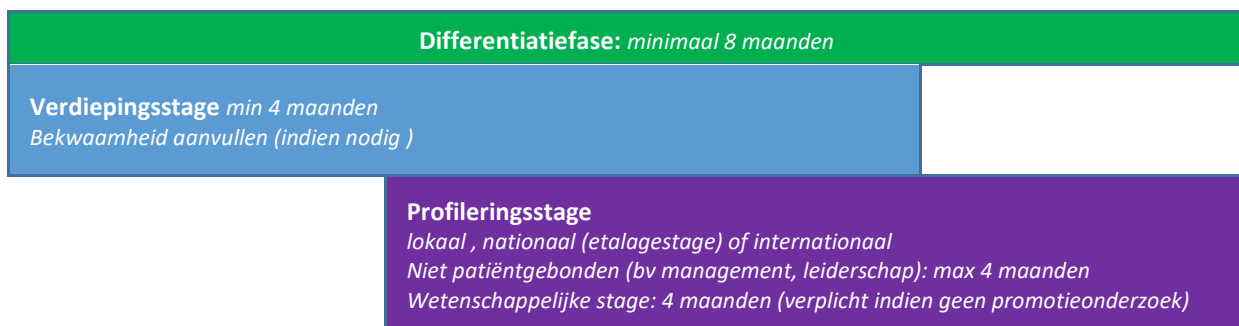 Differentiatiefase: minimaal 8 maanden
Verdiepingsstage min 4 maanden
Bekwaamheid aanvullen (indien nodig )
Profileringsstage
lokaal , nationaal (etalagestage) of internationaal
Niet patiëntgebonden (bv management, leiderschap): max 4 maanden
Wetenschappelijke stage: 4 maanden (verplicht indien geen promotieonderzoek)